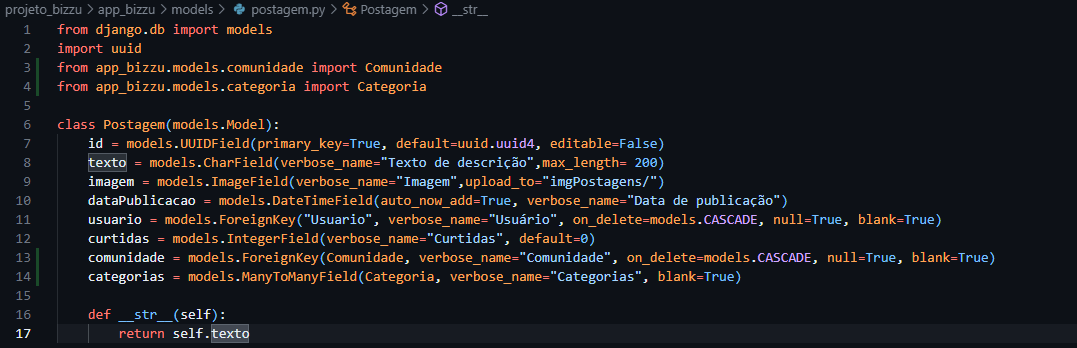 projeto_bizzu > app_bizzu > models > postagem.py > Postagem > __str__
1 from django.db import models
2 import uuid
3 from app_bizzu.models.comunidade import Comunidade
4 from app_bizzu.models.categoria import Categoria
5
6 class Postagem(models.Model):
7     id = models.UUIDField(primary_key=True, default=uuid.uuid4, editable=False)
8     texto = models.CharField(verbose_name="Texto de descrição",max_length= 200)
9     imagem = models.ImageField(verbose_name="Imagem",upload_to="imgPostagens/")
10     dataPublicacao = models.DateTimeField(auto_now_add=True, verbose_name="Data de publicação")
11     usuario = models.ForeignKey("Usuario", verbose_name="Usuário", on_delete=models.CASCADE, null=True, blank=True)
12     curtidas = models.IntegerField(verbose_name="Curtidas", default=0)
13     comunidade = models.ForeignKey(Comunidade, verbose_name="Comunidade", on_delete=models.CASCADE, null=True, blank=True)
14     categorias = models.ManyToManyField(Categoria, verbose_name="Categorias", blank=True)
15
16     def __str__(self):
17         return self.texto